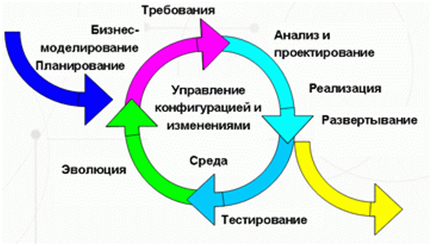 Требования
Бизнес-
моделирование
Планирование
Анализ и
проектирование
Управление
конфигурацией и
изменениями
Реализация
Развертывание
Среда
Эволюция
Тестирование